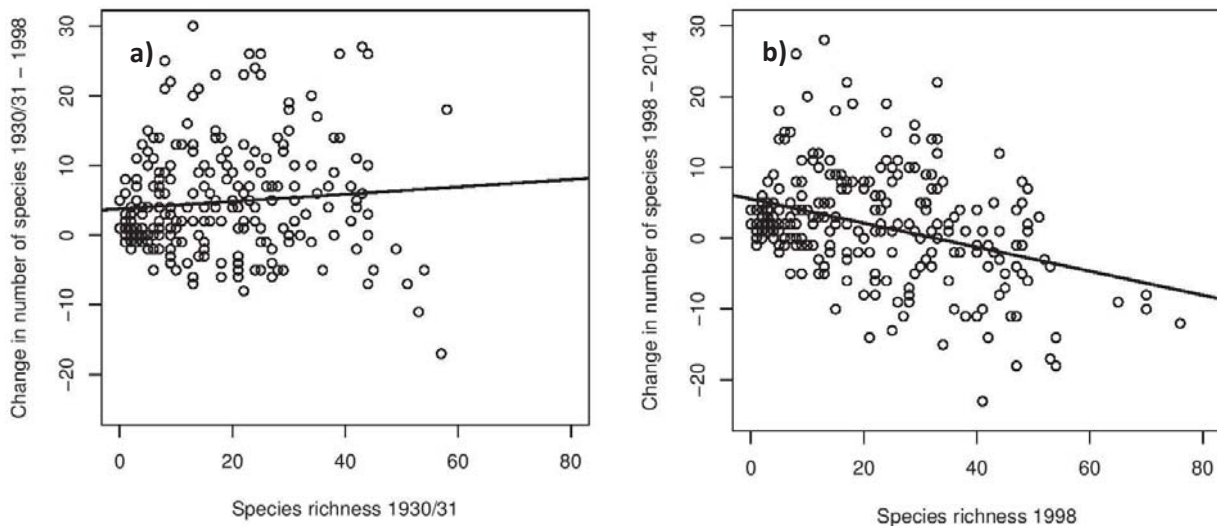 a)
Change in number of species 1930/31 – 1998
30
20
10
0
−10
−20
0 20 40 60 80
Species richness 1930/31
b)
Change in number of species 1998 – 2014
30
20
10
0
−10
−20
0 20 40 60 80
Species richness 1998